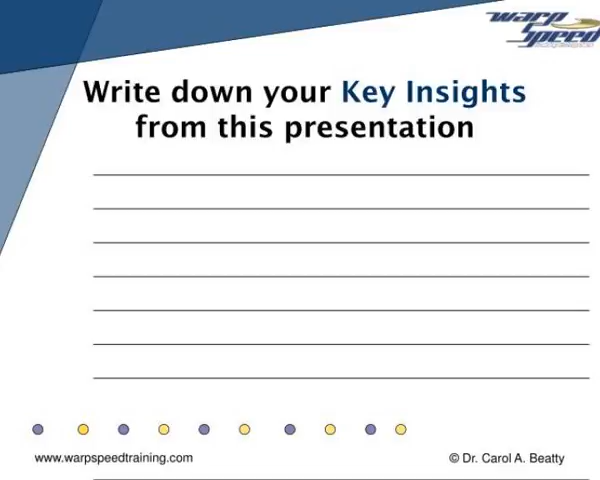 warp
speed
Write down your Key Insights
from this presentation
www.warpspeedtraining.com
© Dr. Carol A. Beatty